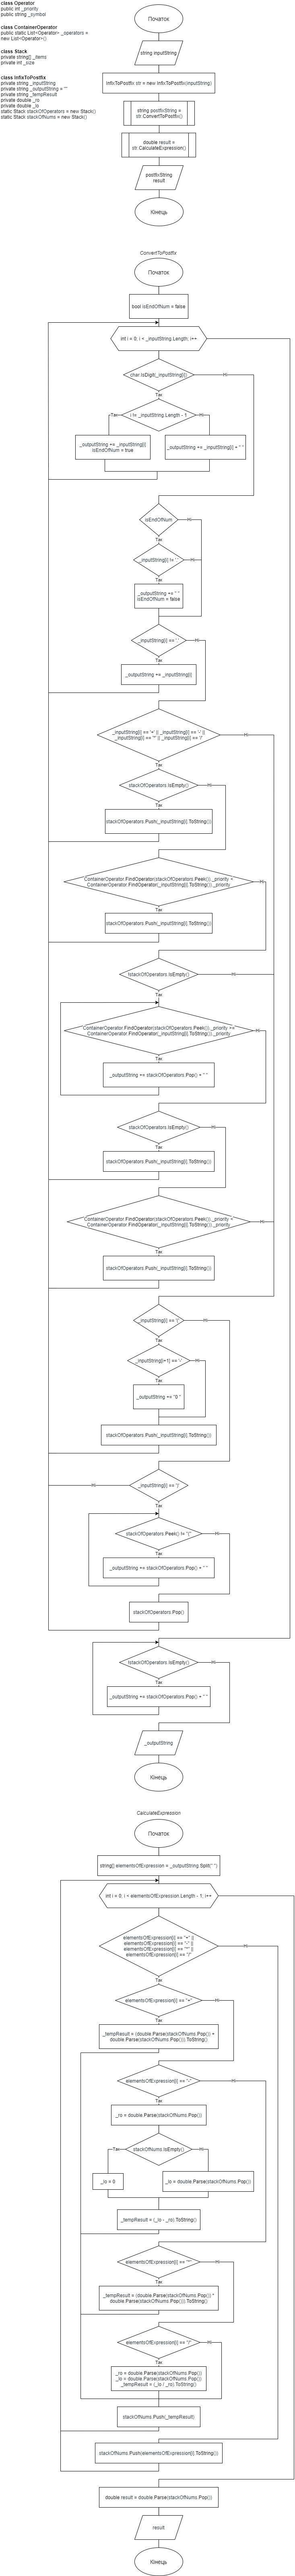 class Operator
public int _priority
public string _symbol
class ContainerOperator
public static List<Operator> _operators =
new List<Operator>()
class Stack
private string[] _items
private int _size
class InfixToPostfix
private string _inputString
private string _outputString = ""
private string _tempResult
private double _ro
private double _lo
static Stack stackOfOperators = new Stack()
static Stack stackOfNums = new Stack()
Початок
string inputString
InfixToPostfix str = new InfixToPostfix(inputString)
string postfixString =
str.ConvertToPostfix()
double result =
str.CalculateExpression()
postfixString
result
Кінець
ConvertToPostfix
Початок
bool isEndOfNum = false
int i = 0; i < _inputString.Length; i++
char.IsDigit(_inputString[i])
Ні
Так
Так
i != _inputString.Length - 1
Ні
_outputString += _inputString[i]
isEndOfNum = true
_outputString += _inputString[i] + " "
isEndOfNum
Ні
Так
_inputString[i] != '.'
Ні
Так
_outputString += " "
isEndOfNum = false
_inputString[i] == '.'
Ні
Так
_outputString += _inputString[i]
_inputString[i] == '+' || _inputString[i] == '-' ||
_inputString[i] == '*' || _inputString[i] == '/'
Ні
Так
stackOfOperators.IsEmpty()
Ні
Так
stackOfOperators.Push(_inputString[i].ToString())
ContainerOperator.FindOperator(stackOfOperators.Peek())._priority <
ContainerOperator.FindOperator(_inputString[i].ToString())._priority
Ні
Так
stackOfOperators.Push(_inputString[i].ToString())
!stackOfOperators.IsEmpty()
Ні
Так
ContainerOperator.FindOperator(stackOfOperators.Peek())._priority >=
ContainerOperator.FindOperator(_inputString[i].ToString())._priority
Ні
Так
_outputString += stackOfOperators.Pop() + " "
stackOfOperators.IsEmpty()
Ні
Так
stackOfOperators.Push(_inputString[i].ToString())
ContainerOperator.FindOperator(stackOfOperators.Peek())._priority <
ContainerOperator.FindOperator(_inputString[i].ToString())._priority
Ні
Так
stackOfOperators.Push(_inputString[i].ToString())
_inputString[i] == '('
Ні
Так
_inputString[i+1] == '-'
Ні
Так
_outputString += "0 "
stackOfOperators.Push(_inputString[i].ToString())
Ні
_inputString[i] == ')'
Так
stackOfOperators.Peek() != "("
Ні
Так
_outputString += stackOfOperators.Pop() + " "
stackOfOperators.Pop()
!stackOfOperators.IsEmpty()
Ні
Так
_outputString += stackOfOperators.Pop() + " "
_outputString
Кінець
CalculateExpression
Початок
string[] elementsOfExpression = _outputString.Split(" ")
int i = 0; i < elementsOfExpression.Length - 1; i++
elementsOfExpression[i] == "+" ||
elementsOfExpression[i] == "-" ||
elementsOfExpression[i] == "*" ||
elementsOfExpression[i] == "/"
Ні
Так
elementsOfExpression[i] == "+"
Ні
Так
_tempResult = (double.Parse(stackOfNums.Pop()) +
double.Parse(stackOfNums.Pop())).ToString()
elementsOfExpression[i] == "-"
Ні
Так
_ro = double.Parse(stackOfNums.Pop())
Так
stackOfNums.IsEmpty()
Ні
_lo = 0
_lo = double.Parse(stackOfNums.Pop())
_tempResult = (_lo - _ro).ToString()
elementsOfExpression[i] == "*"
Ні
Так
_tempResult = (double.Parse(stackOfNums.Pop()) *
double.Parse(stackOfNums.Pop())).ToString()
elementsOfExpression[i] == "/"
Ні
Так
_ro = double.Parse(stackOfNums.Pop())
_lo = double.Parse(stackOfNums.Pop())
_tempResult = (_lo / _ro).ToString()
stackOfNums.Push(_tempResult)
stackOfNums.Push(elementsOfExpression[i].ToString())
double result = double.Parse(stackOfNums.Pop())
result
Кінець